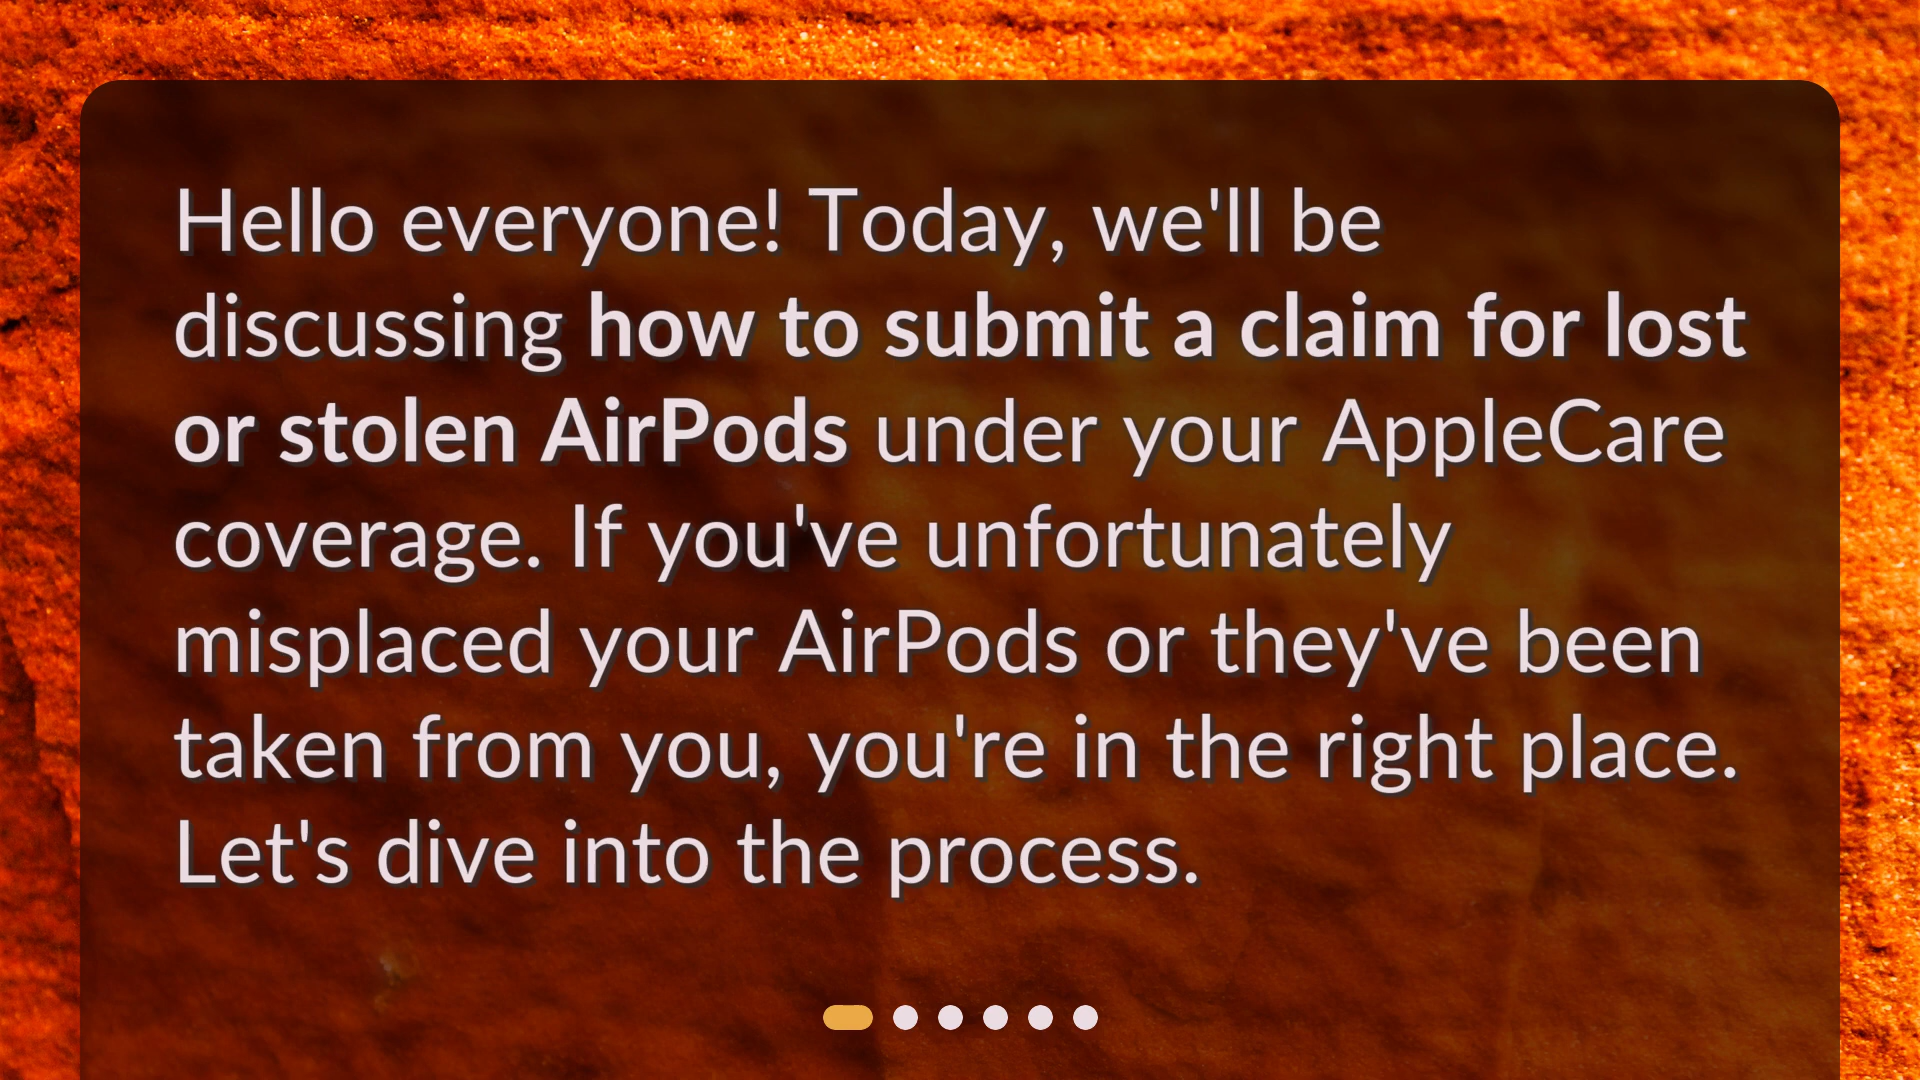 Hello everyone! Today, we'll be
discussing how to submit a claim for lost
or stolen AirPods under your AppleCare
coverage. If you've unfortunately
misplaced your AirPods or they've been
taken from you, you're in the right place.
Let's dive into the process.